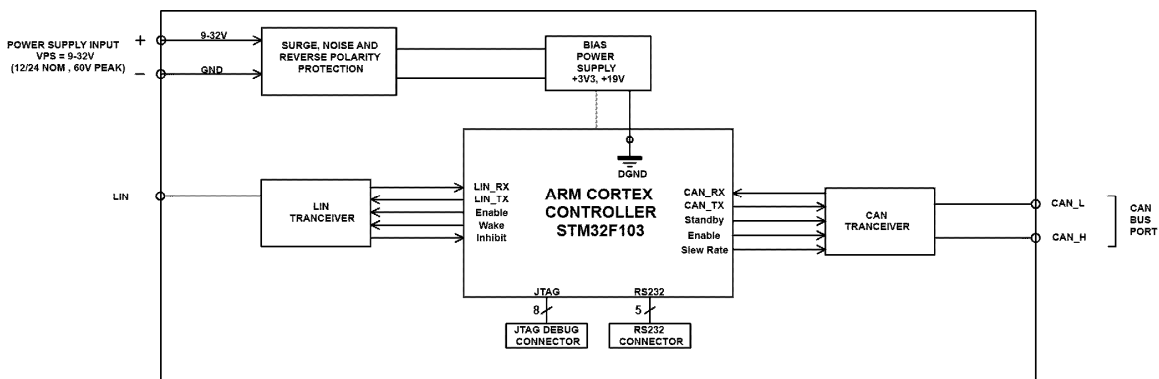 POWER SUPPLY INPUT
VPS = 9-32V
(12/24 NOM , 60V PEAK)
+
−
9-32V
GND
SURGE, NOISE AND
REVERSE POLARITY
PROTECTION
BIAS
POWER
SUPPLY
+3V3, +19V
DGND
LIN
LIN
TRANCEIVER
LIN_RX
LIN_TX
Enable
Wake
Inhibit
ARM CORTEX
CONTROLLER
STM32F103
CAN_RX
CAN_TX
Standby
Enable
Slew Rate
CAN
TRANCEIVER
CAN_L
CAN_H
CAN
BUS
PORT
JTAG
RS232
8
5
JTAG DEBUG
CONNECTOR
RS232
CONNECTOR